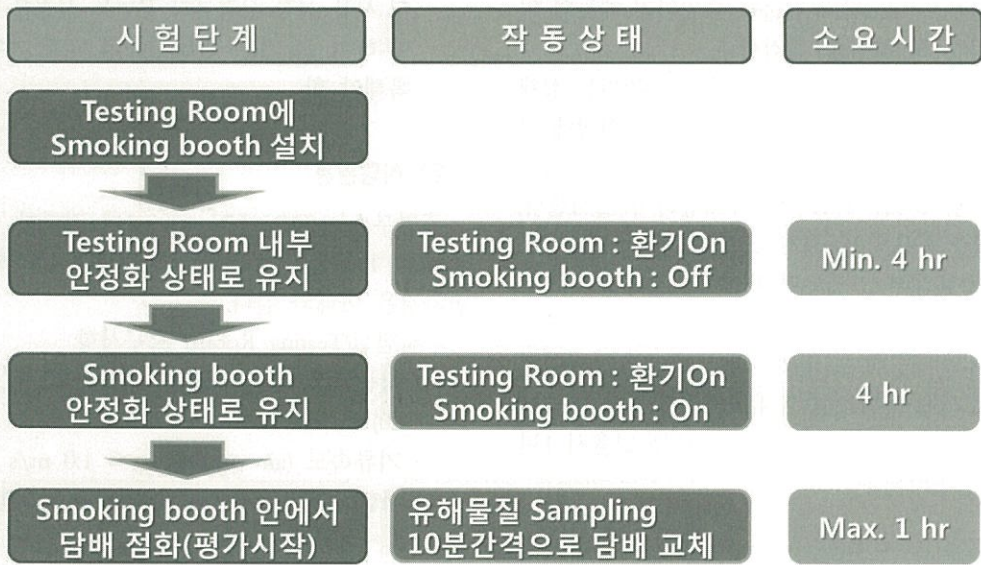 시 험 단 계
작 동 상 태
소 요 시 간
Testing Room에
Smoking booth 설치
Testing Room 내부
안정화 상태로 유지
Testing Room : 환기On
Smoking booth : Off
Min. 4 hr
Smoking booth
안정화 상태로 유지
Testing Room : 환기On
Smoking booth : On
4 hr
Smoking booth 안에서
담배 점화(평가시작)
유해물질 Sampling
10분간격으로 담배 교체
Max. 1 hr